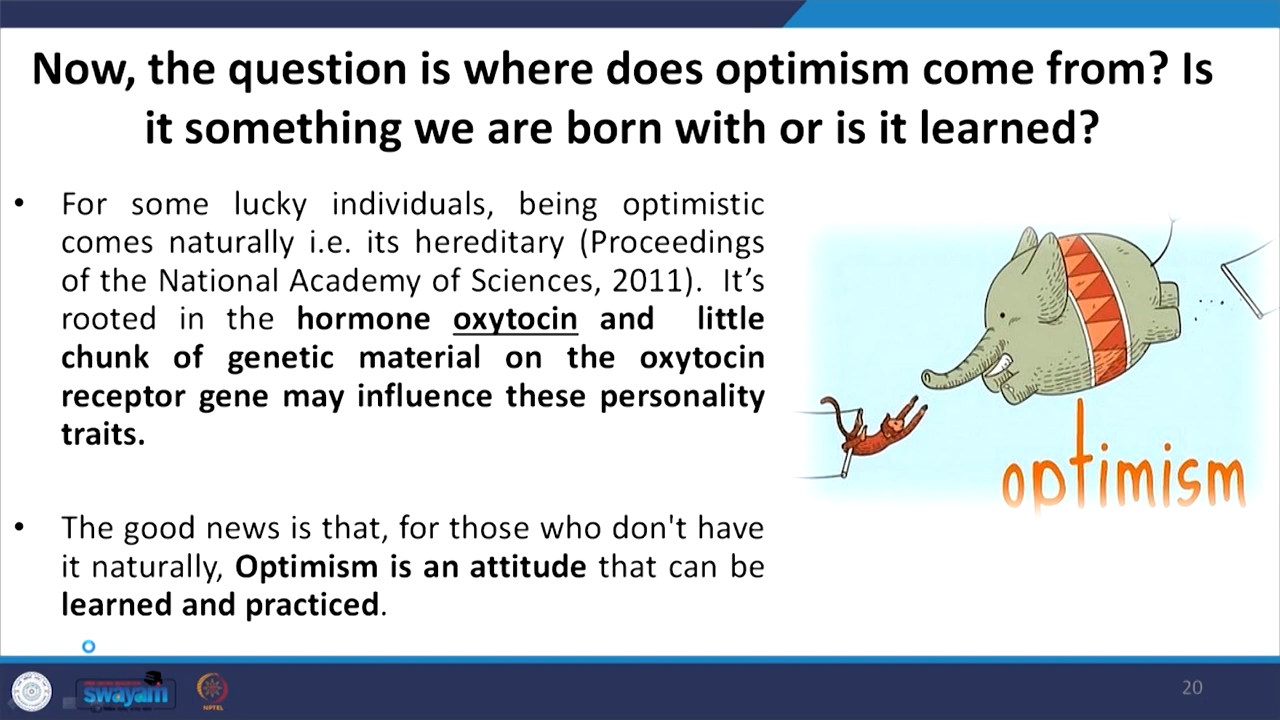 Now, the question is where does optimism come from? Is
it something we are born with or is it learned?
• For some lucky individuals, being optimistic
comes naturally i.e. its hereditary (Proceedings
of the National Academy of Sciences, 2011). It’s
rooted in the hormone oxytocin and little
chunk of genetic material on the oxytocin
receptor gene may influence these personality
traits.
optimism
• The good news is that, for those who don't have
it naturally, Optimism is an attitude that can be
learned and practiced.
swayam
NPTEL
20